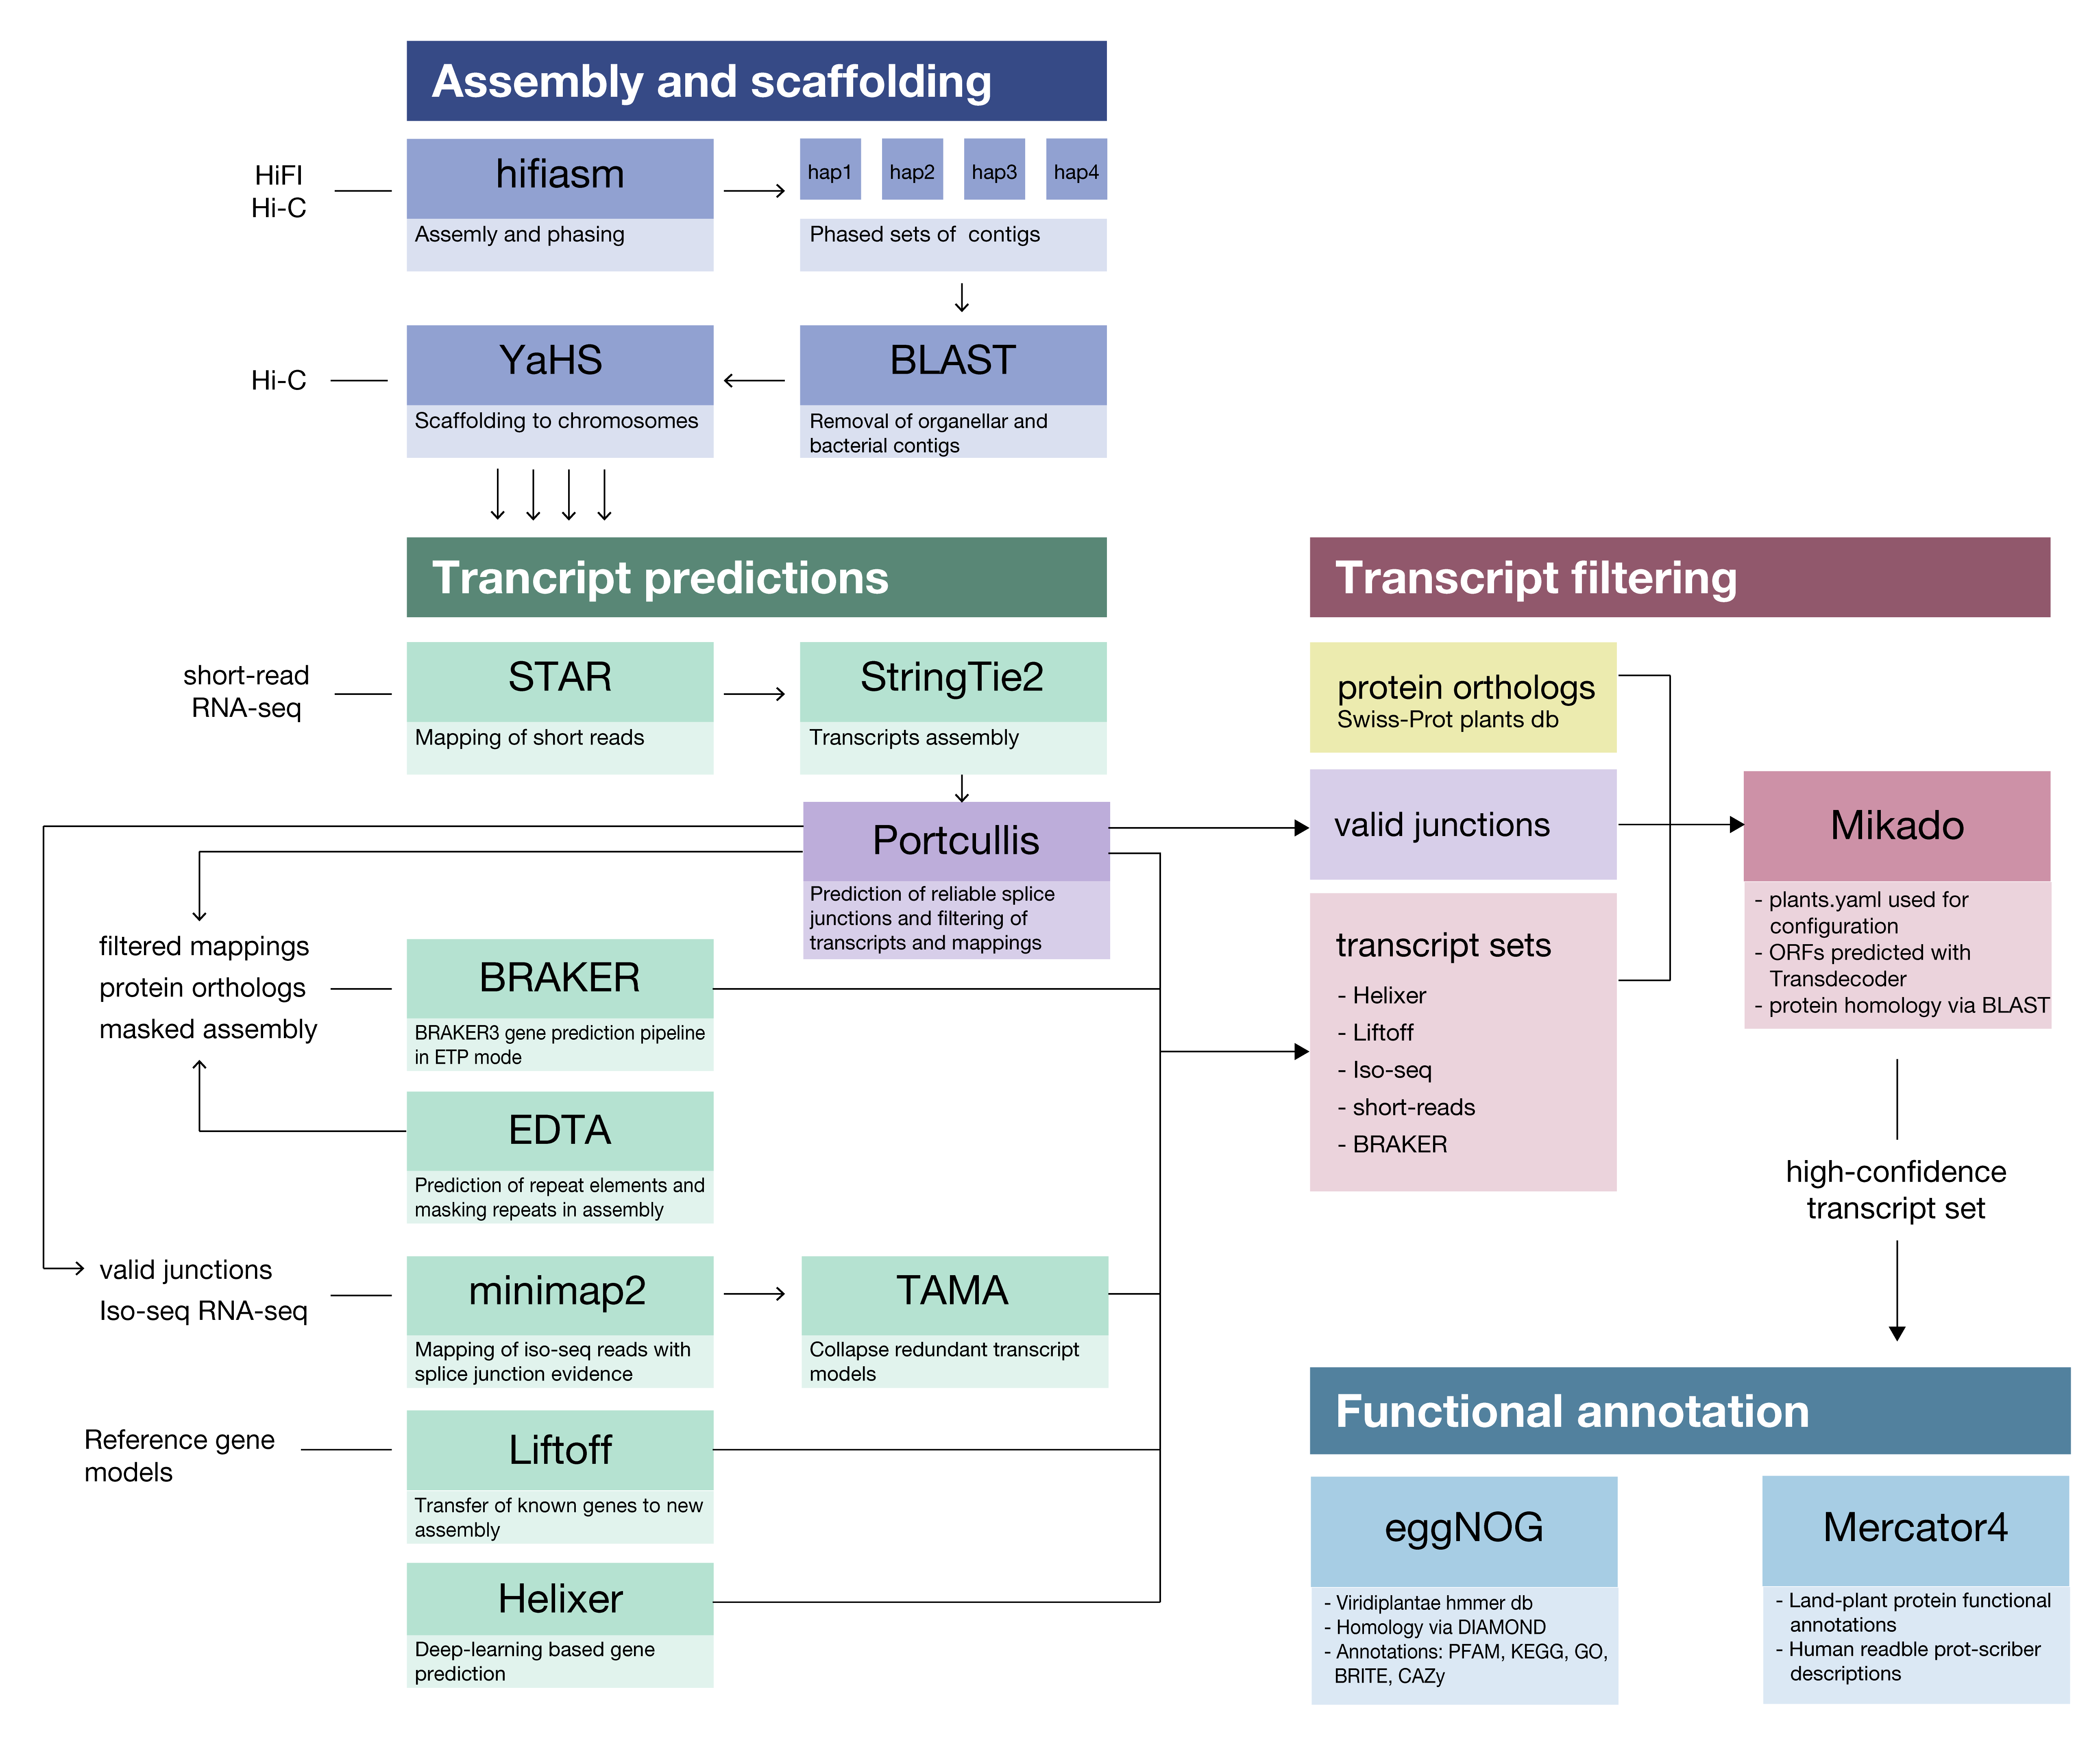 Assembly and scaffolding
HiFI
Hi-C
hifiasm
Assemly and phasing
hap1
hap2
hap3
hap4
Phased sets of contigs
Hi-C
YaHS
Scaffolding to chromosomes
BLAST
Removal of organellar and
bacterial contigs
Trancript predictions
short-read
RNA-seq
STAR
Mapping of short reads
StringTie2
Transcripts assembly
Portcullis
Prediction of reliable splice
junctions and filtering of
transcripts and mappings
filtered mappings
protein orthologs
masked assembly
BRAKER
BRAKER3 gene prediction pipeline
in ETP mode
EDTA
Prediction of repeat elements and
masking repeats in assembly
valid junctions
Iso-seq RNA-seq
minimap2
Mapping of iso-seq reads with
splice junction evidence
TAMA
Collapse redundant transcript
models
Reference gene
models
Liftoff
Transfer of known genes to new
assembly
Helixer
Deep-learning based gene
prediction
Transcript filtering
protein orthologs
Swiss-Prot plants db
valid junctions
transcript sets
- Helixer
- Liftoff
- Iso-seq
- short-reads
- BRAKER
Mikado
- plants.yaml used for
configuration
- ORFs predicted with
Transdecoder
- protein homology via BLAST
high-confidence
transcript set
Functional annotation
eggNOG
- Viridiplantae hmmer db
- Homology via DIAMOND
- Annotations: PFAM, KEGG, GO,
BRITE, CAZy
Mercator4
- Land-plant protein functional
annotations
- Human readble prot-scriber
descriptions